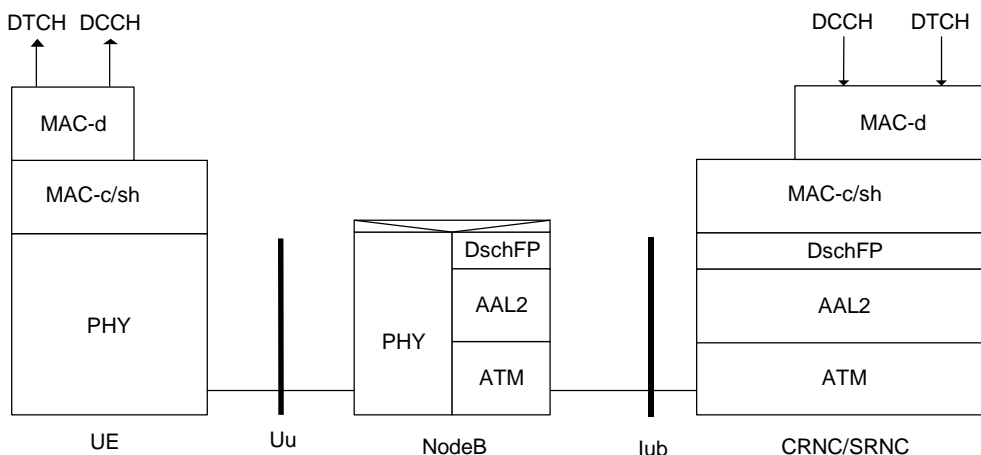 DTCH DCCH
DCCH DTCH
MAC-d
MAC-d
MAC-c/sh
MAC-c/sh
DschFP
DschFP
PHY
AAL2
AAL2
PHY
ATM
ATM
UE
Uu
NodeB
Iub
CRNC/SRNC